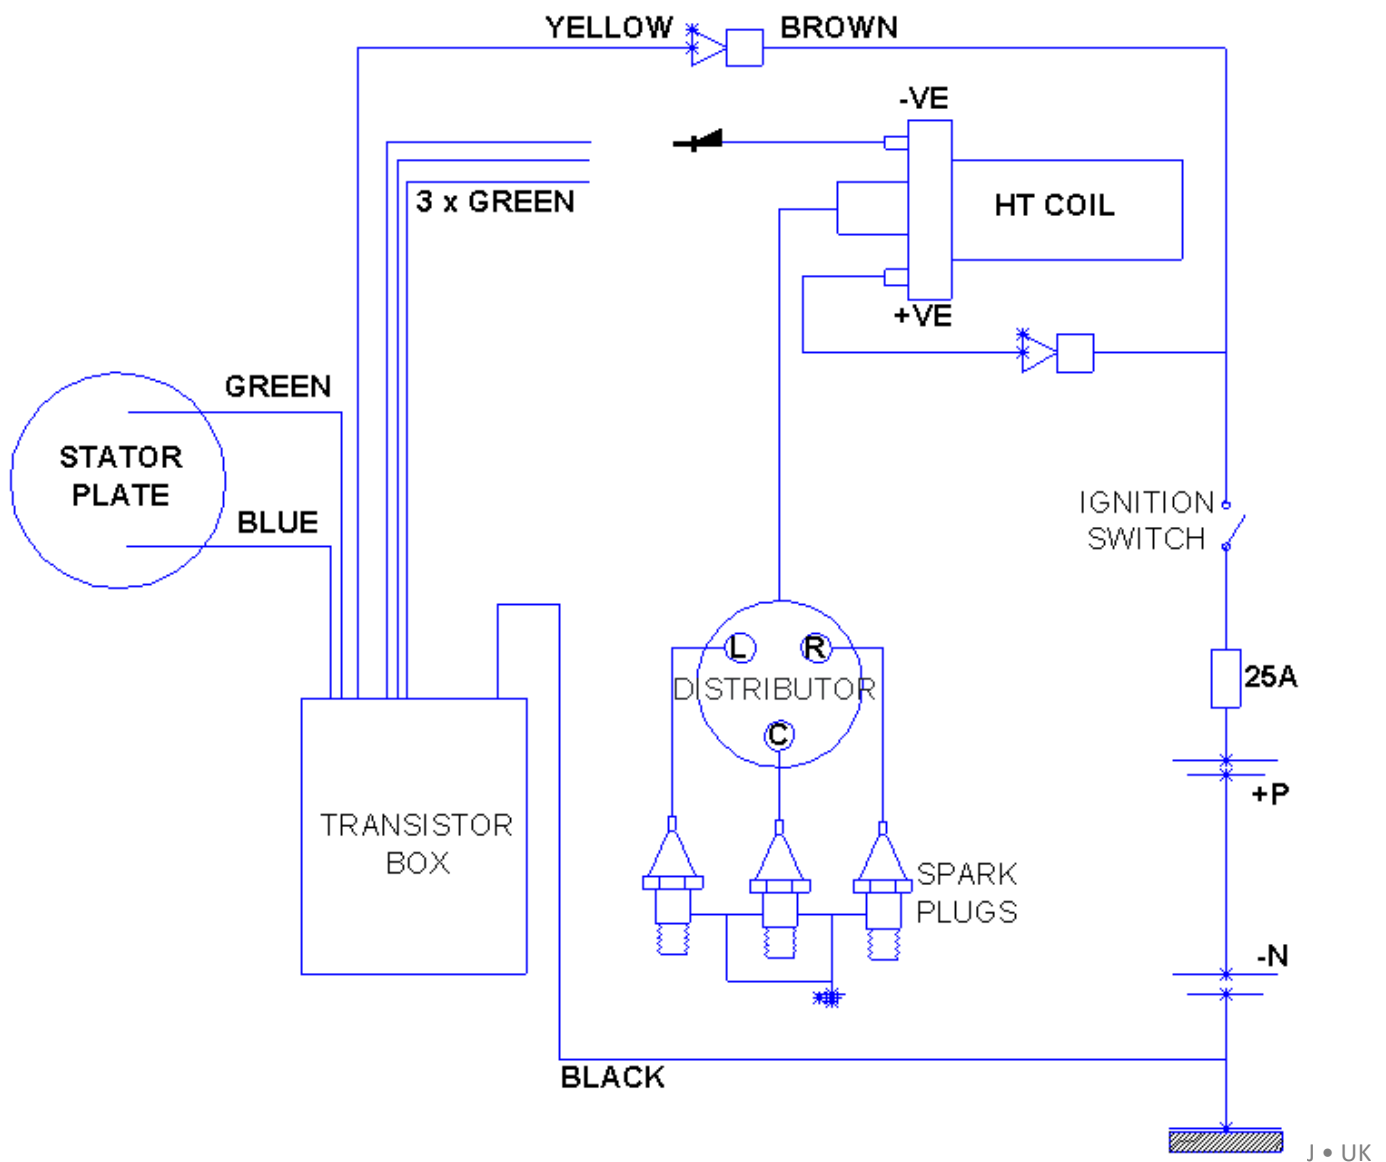 YELLOW BROWN
-VE
3 x GREEN
HT COIL
+VE
GREEN
STATOR
PLATE
BLUE
IGNITION
SWITCH
L R
DISTRIBUTOR
C
25A
+P
TRANSISTOR
BOX
SPARK
PLUGS
-N
BLACK
J • UK